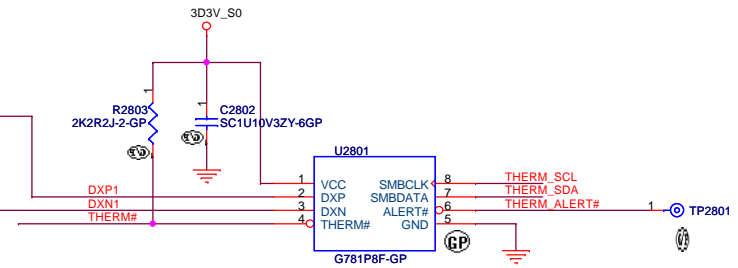 3D3V_S0
1
1
R2803
2K2R2J-2-GP
C2802
SC1U10V3ZY-6GP
U2801
1 VCC SMBCLK 8 THERM_SCL
DXP1 2 DXP SMBDATA 7 THERM_SDA
DXN1 3 DXN ALERT# 6 THERM_ALERT# 1 TP2801
THERM# 4 THERM# GND 5
GP
G781P8F-GP